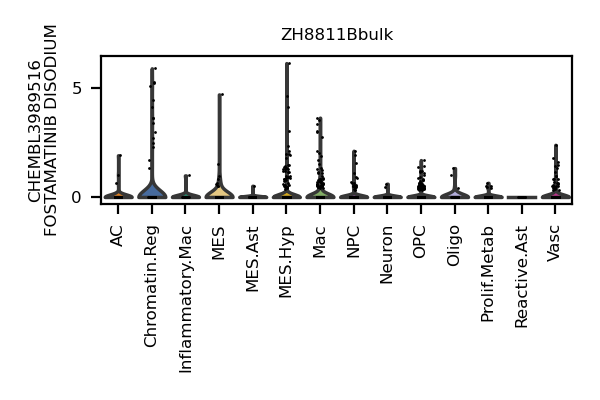 ZH8811Bbulk
CHEMBL3989516
FOSTAMATINIB DISODIUM
5
0
AC
Chromatin.Reg
Inflammatory.Mac
MES
MES.Ast
MES.Hyp
Mac
NPC
Neuron
OPC
Oligo
Prolif.Metab
Reactive.Ast
Vasc